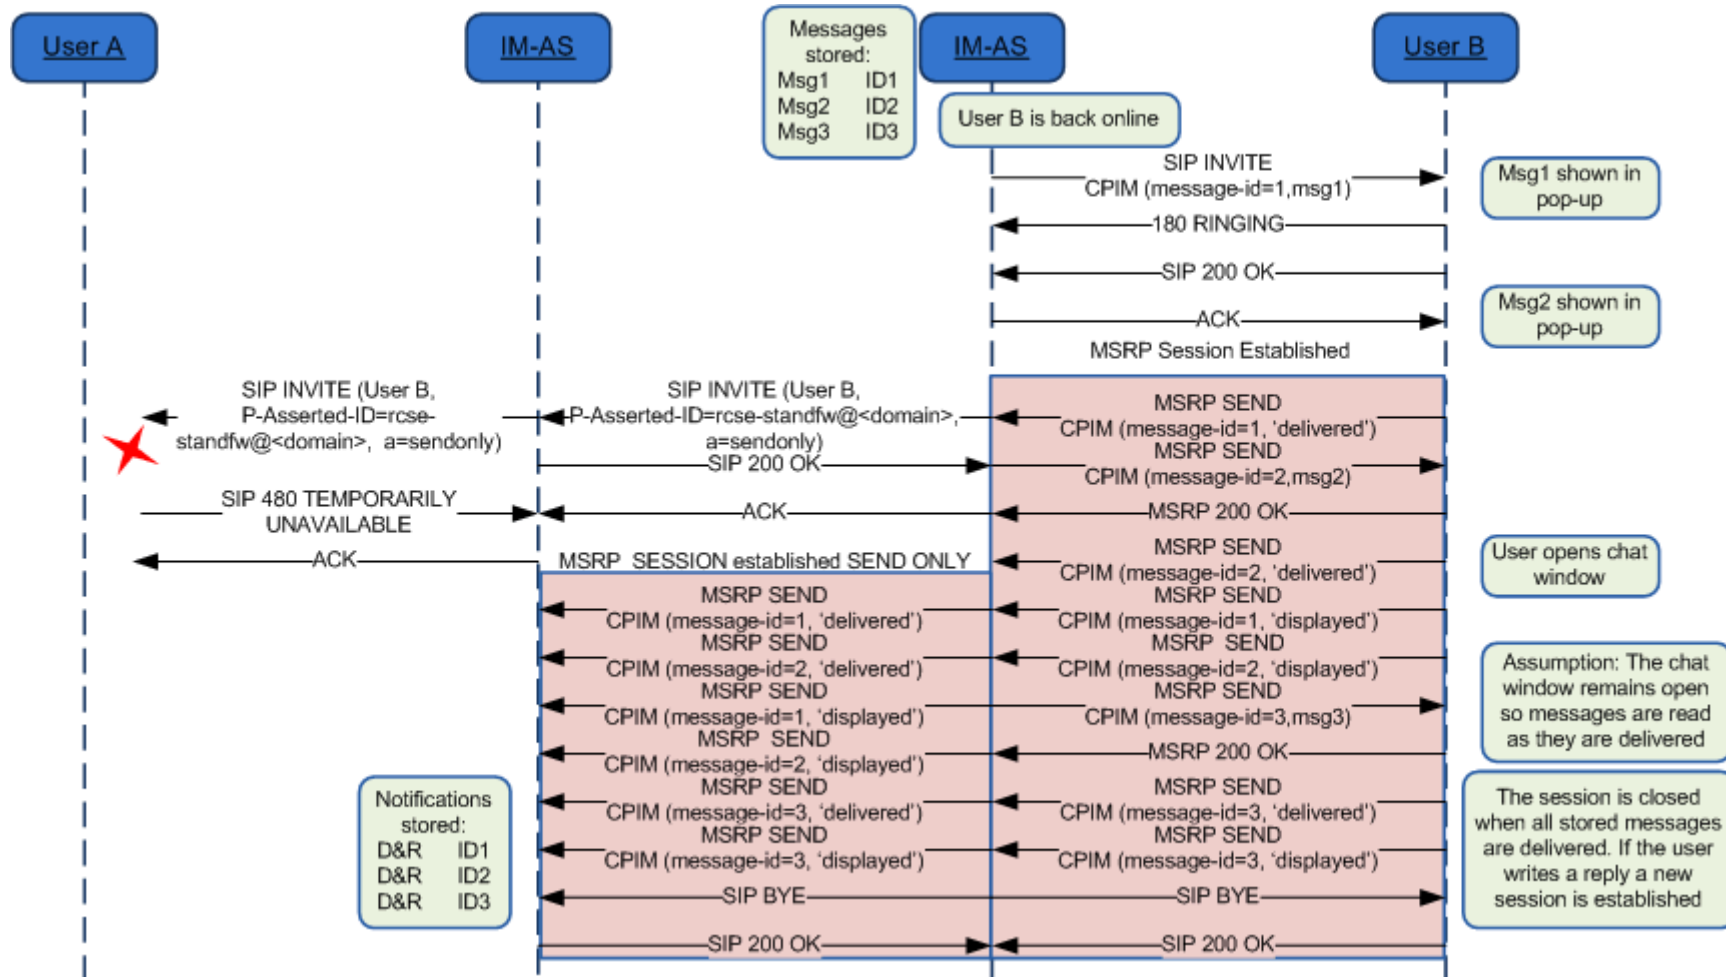 User A
IM-AS
Messages
stored:
Msg1 ID1
Msg2 ID2
Msg3 ID3
IM-AS
User B
User B is back online
SIP INVITE
CPIM (message-id=1,msg1)
Msg1 shown in
pop-up
180 RINGING
SIP 200 OK
ACK
Msg2 shown in
pop-up
MSRP Session Established
SIP INVITE (User B,
P-Asserted-ID=rcse-
standfw@<domain>, a=sendonly)
SIP INVITE (User B,
P-Asserted-ID=rcse-standfw@<domain>,
a=sendonly)
MSRP SEND
CPIM (message-id=1, ‘delivered’)
SIP 200 OK
MSRP SEND
CPIM (message-id=2,msg2)
SIP 480 TEMPORARILY
UNAVAILABLE
ACK
MSRP 200 OK
ACK
MSRP SESSION established SEND ONLY
MSRP SEND
CPIM (message-id=2, ‘delivered’)
User opens chat
window
MSRP SEND
CPIM (message-id=1, ‘delivered’)
MSRP SEND
CPIM (message-id=1, ‘displayed’)
MSRP SEND
CPIM (message-id=2, ‘delivered’)
MSRP SEND
CPIM (message-id=2, ‘displayed’)
Assumption: The chat
window remains open
so messages are read
as they are delivered
MSRP SEND
CPIM (message-id=1, ‘displayed’)
MSRP SEND
CPIM (message-id=3,msg3)
MSRP SEND
CPIM (message-id=2, ‘displayed’)
MSRP 200 OK
Notifications
stored:
D&R ID1
D&R ID2
D&R ID3
MSRP SEND
CPIM (message-id=3, ‘delivered’)
MSRP SEND
CPIM (message-id=3, ‘delivered’)
MSRP SEND
CPIM (message-id=3, ‘displayed’)
MSRP SEND
CPIM (message-id=3, ‘displayed’)
The session is closed
when all stored messages
are delivered. If the user
writes a reply a new
session is established
SIP BYE
SIP BYE
SIP 200 OK
SIP 200 OK